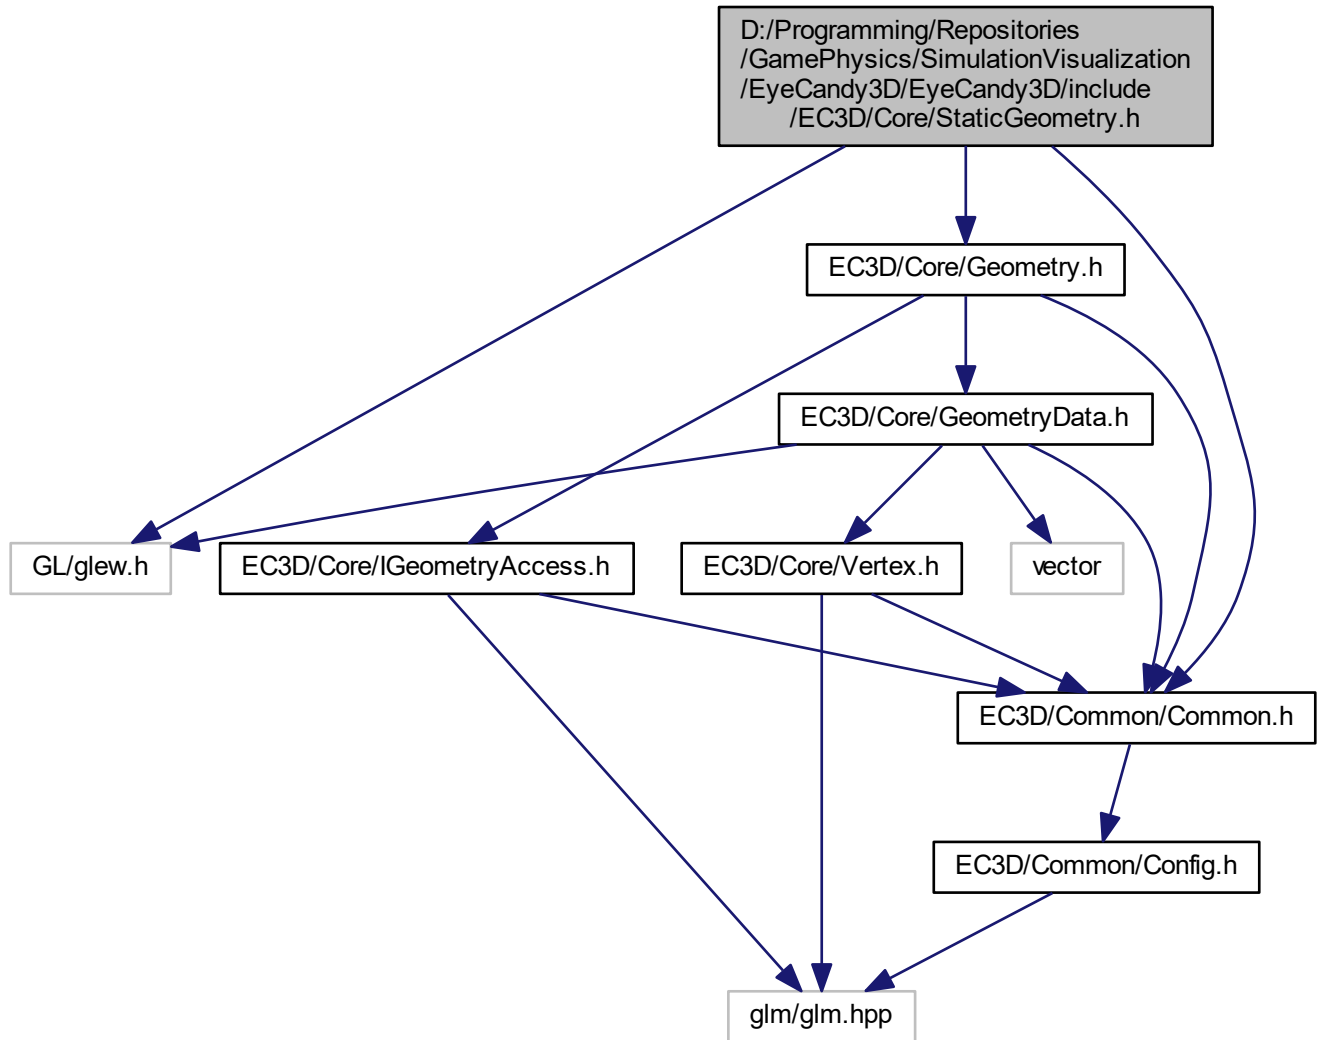 D:/Programming/Repositories
/GamePhysics/SimulationVisualization
/EyeCandy3D/EyeCandy3D/include
/EC3D/Core/StaticGeometry.h
EC3D/Core/Geometry.h
EC3D/Core/GeometryData.h
GL/glew.h
EC3D/Core/IGeometryAccess.h
EC3D/Core/Vertex.h
vector
EC3D/Common/Common.h
EC3D/Common/Config.h
glm/glm.hpp